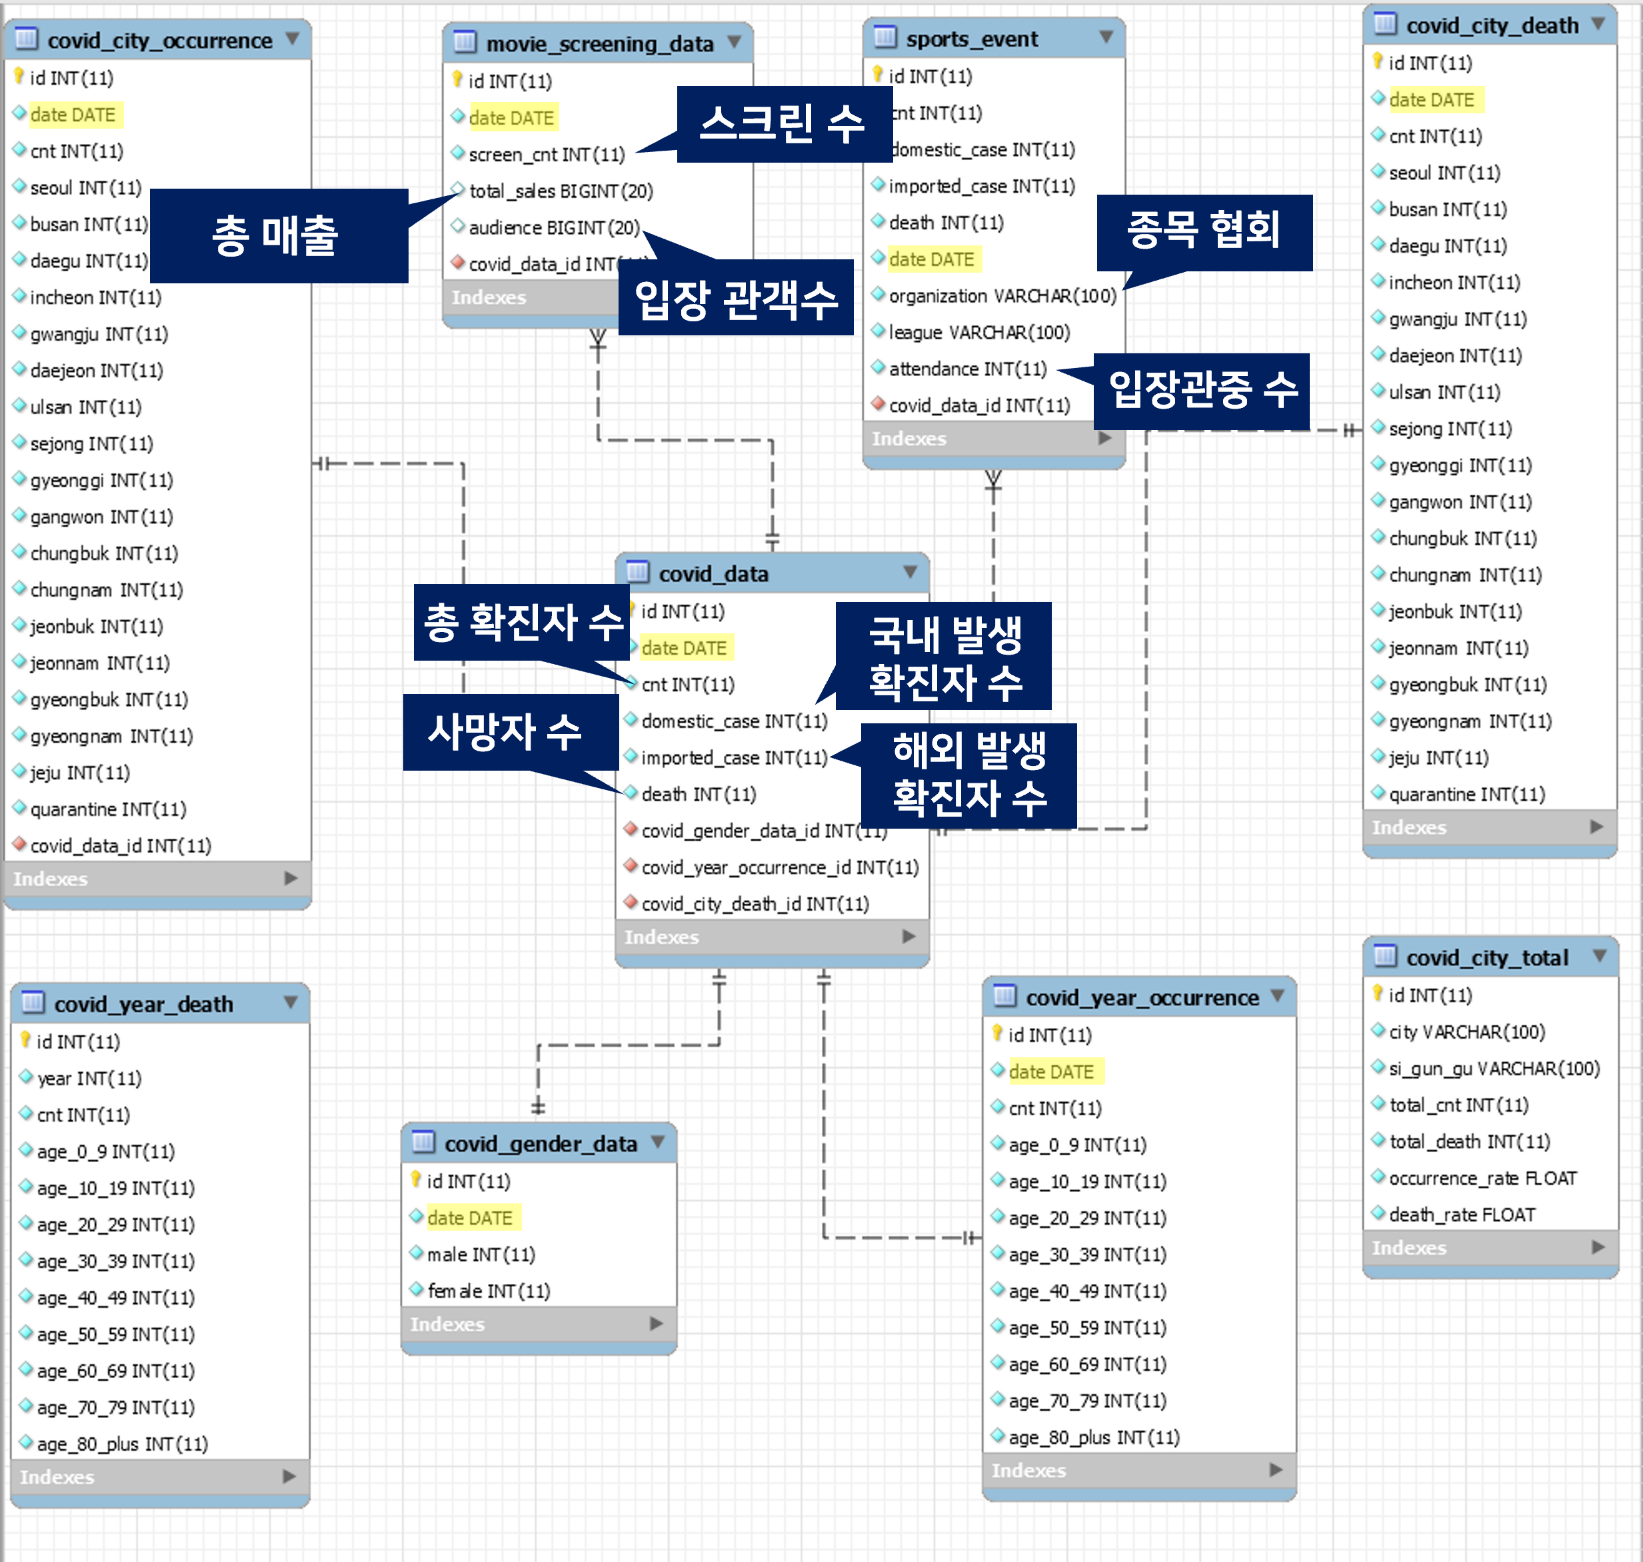 covid_city_occurrence
id INT(11)
date DATE
cnt INT(11)
seoul INT(11)
busan INT(11)
daegu INT(11)
incheon INT(11)
gwangju INT(11)
daejeon INT(11)
ulsan INT(11)
sejong INT(11)
gyeonggi INT(11)
gangwon INT(11)
chungbuk INT(11)
chungnam INT(11)
jeonbuk INT(11)
jeonnam INT(11)
gyeongbuk INT(11)
gyeongnam INT(11)
jeju INT(11)
quarantine INT(11)
covid_data_id INT(11)
Indexes
movie_screening_data
id INT(11)
date DATE
screen_cnt INT(11)
total_sales BIGINT(20)
audience BIGINT(20)
covid_data_id INT
Indexes
스크린 수
총 매출
입장 관객수
sports_event
id INT(11)
cnt INT(11)
domestic_case INT(11)
imported_case INT(11)
death INT(11)
date DATE
organization VARCHAR(100)
league VARCHAR(100)
attendance INT(11)
covid_data_id INT(11)
Indexes
종목 협회
입장관중 수
covid_city_death
id INT(11)
date DATE
cnt INT(11)
seoul INT(11)
busan INT(11)
daegu INT(11)
incheon INT(11)
gwangju INT(11)
daejeon INT(11)
ulsan INT(11)
sejong INT(11)
gyeonggi INT(11)
gangwon INT(11)
chungbuk INT(11)
chungnam INT(11)
jeonbuk INT(11)
jeonnam INT(11)
gyeongbuk INT(11)
gyeongnam INT(11)
jeju INT(11)
quarantine INT(11)
Indexes
covid_data
id INT(11)
date DATE
cnt INT(11)
domestic_case INT(11)
imported_case INT(11)
death INT(11)
covid_gender_data_id INT(11)
covid_year_occurrence_id INT(11)
covid_city_death_id INT(11)
Indexes
총 확진자 수
사망자 수
국내 발생
확진자 수
해외 발생
확진자 수
covid_year_death
id INT(11)
year INT(11)
cnt INT(11)
age_0_9 INT(11)
age_10_19 INT(11)
age_20_29 INT(11)
age_30_39 INT(11)
age_40_49 INT(11)
age_50_59 INT(11)
age_60_69 INT(11)
age_70_79 INT(11)
age_80_plus INT(11)
Indexes
covid_gender_data
id INT(11)
date DATE
male INT(11)
female INT(11)
Indexes
covid_year_occurrence
id INT(11)
date DATE
cnt INT(11)
age_0_9 INT(11)
age_10_19 INT(11)
age_20_29 INT(11)
age_30_39 INT(11)
age_40_49 INT(11)
age_50_59 INT(11)
age_60_69 INT(11)
age_70_79 INT(11)
age_80_plus INT(11)
Indexes
covid_city_total
id INT(11)
city VARCHAR(100)
si_gun_gu VARCHAR(100)
total_cnt INT(11)
total_death INT(11)
occurrence_rate FLOAT
death_rate FLOAT
Indexes